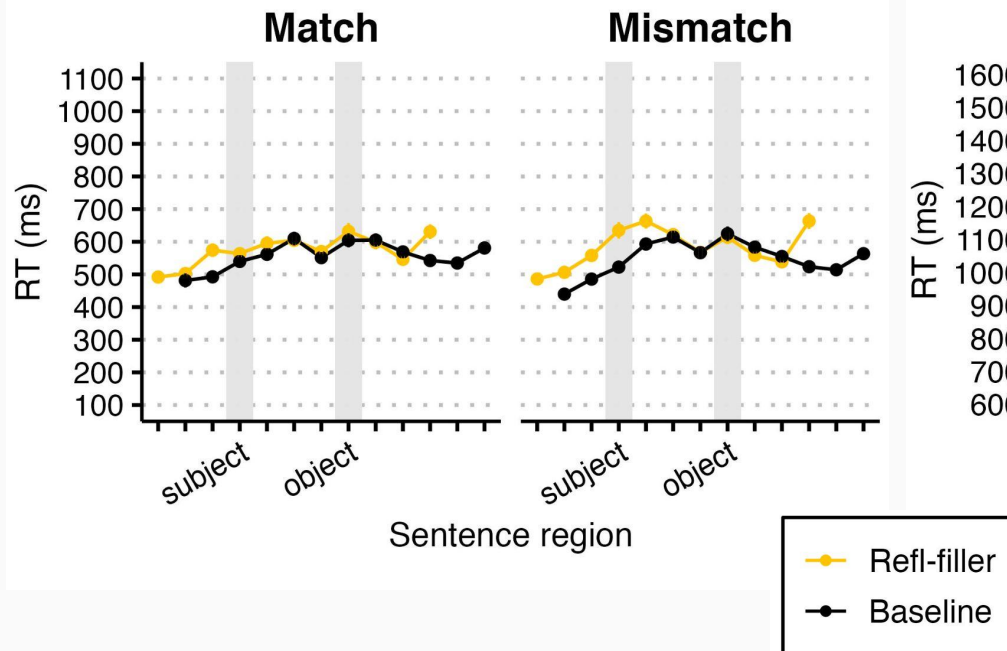 Match
Mismatch
RT (ms)
1100
1000
900
800
700
600
500
400
300
200
100
subject
object
subject
object
Sentence region
RT (ms)
Refl-filler
Baseline